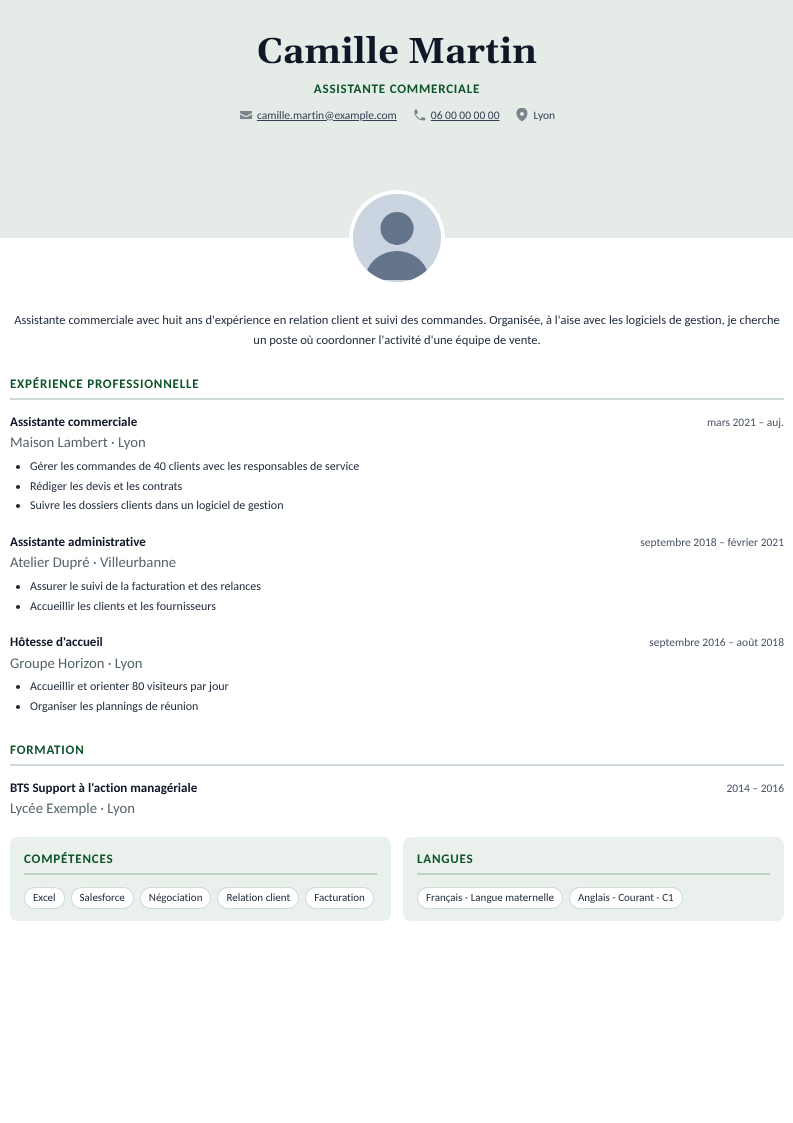 Camille Martin
ASSISTANTE COMMERCIALE
camille.martin@example.com 06 00 00 00 00 Lyon
Assistante commerciale avec huit ans d'expérience en relation client et suivi des commandes. Organisée, à l'aise avec les logiciels de gestion, je cherche
un poste où coordonner l'activité d'une équipe de vente.
EXPÉRIENCE PROFESSIONNELLE
Assistante commerciale mars 2021 – auj.
Maison Lambert · Lyon
• Gérer les commandes de 40 clients avec les responsables de service
• Rédiger les devis et les contrats
• Suivre les dossiers clients dans un logiciel de gestion
Assistante administrative septembre 2018 – février 2021
Atelier Dupré · Villeurbanne
• Assurer le suivi de la facturation et des relances
• Accueillir les clients et les fournisseurs
Hôtesse d'accueil septembre 2016 – août 2018
Groupe Horizon · Lyon
• Accueillir et orienter 80 visiteurs par jour
• Organiser les plannings de réunion
FORMATION
BTS Support à l'action managériale 2014 – 2016
Lycée Exemple · Lyon
COMPÉTENCES
Excel Salesforce Négociation Relation client Facturation
LANGUES
Français - Langue maternelle Anglais - Courant - C1